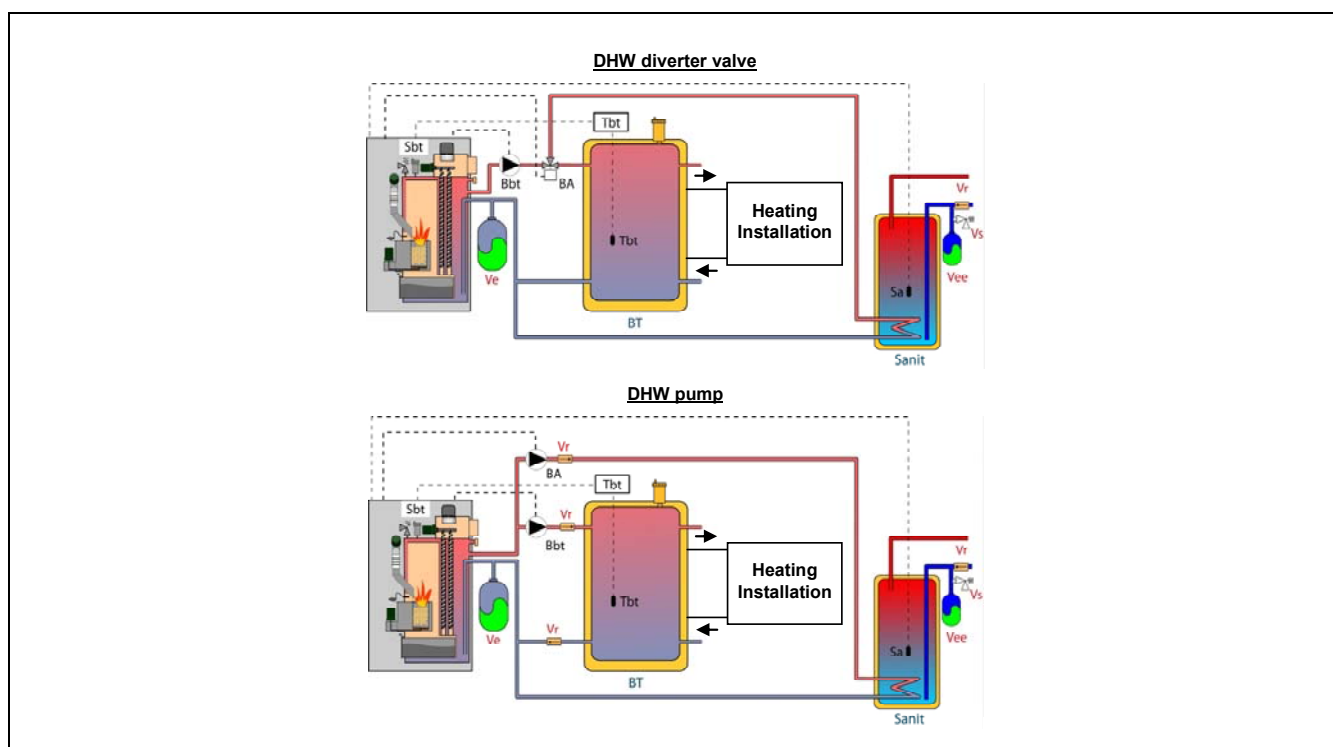 DHW diverter valve
Tbt
Sbt
Bbt
BA
Vr
Heating
Installation
Vs
Tbt
Ve
Vee
Sa
BT
Sanit
DHW pump
Vr
BA
Tbt
Sbt
Vr
Bbt
Vr
Heating
Installation
Vs
Tbt
Ve
Vr
Vee
Sa
BT
Sanit